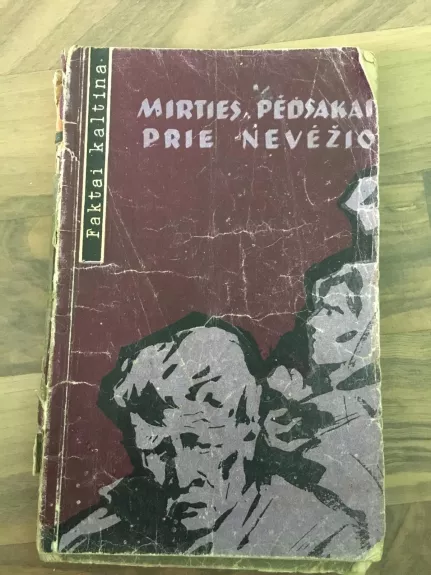 Faktai kaltina.
MIRTIES PĖDSAKAI
PRIE NEVĖŽIO